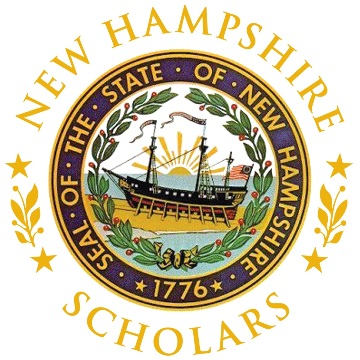 NEW HAMPSHIRE
SEAL OF THE STATE OF NEW HAMPSHIRE
1776
SCHOLARS